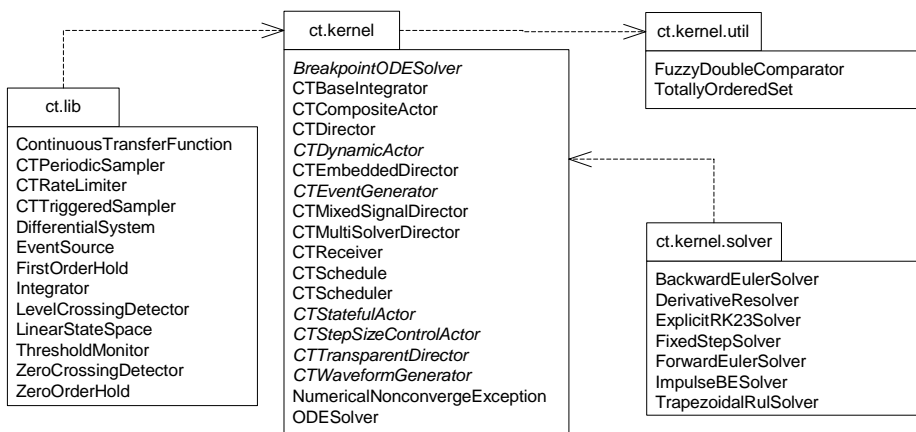 ct.lib
ContinuousTransferFunction
CTPeriodicSampler
CTRateLimiter
CTTriggeredSampler
DifferentialSystem
EventSource
FirstOrderHold
Integrator
LevelCrossingDetector
LinearStateSpace
ThresholdMonitor
ZeroCrossingDetector
ZeroOrderHold
ct.kernel
BreakpointODESolver
CTBaseIntegrator
CTCompositeActor
CTDirector
CTDynamicActor
CTEmbeddedDirector
CTEventGenerator
CTMixedSignalDirector
CTMultiSolverDirector
CTReceiver
CTSchedule
CTScheduler
CTStatefulActor
CTStepSizeControlActor
CTTransparentDirector
CTWaveformGenerator
NumericalNonconvergeException
ODESolver
ct.kernel.util
FuzzyDoubleComparator
TotallyOrderedSet
ct.kernel.solver
BackwardEulerSolver
DerivativeResolver
ExplicitRK23Solver
FixedStepSolver
ForwardEulerSolver
ImpulseBESolver
TrapezoidalRulSolver